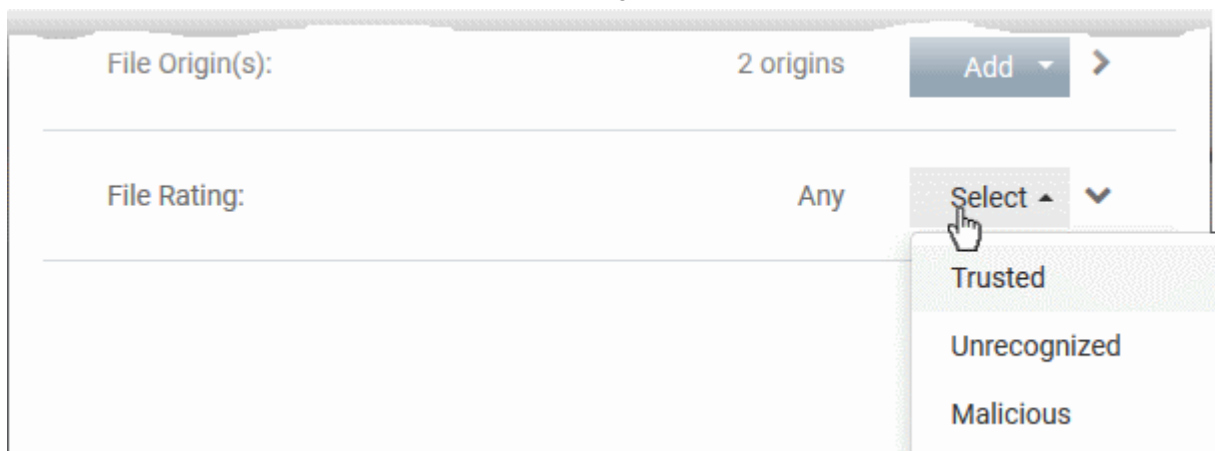 File Origin(s): 2 origins Add
File Rating: Any Select
Trusted
Unrecognized
Malicious